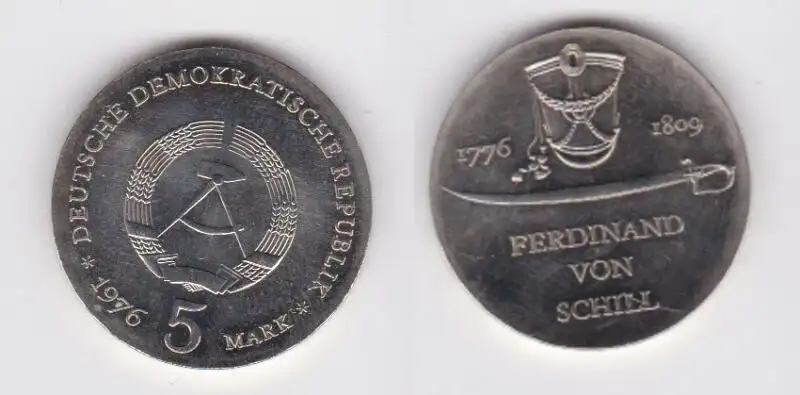 * DEUTSCHE DEMOKRATISCHE REPUBLIK *
1976
5
MARK
1776
1809
FERDINAND
VON
SCHILL